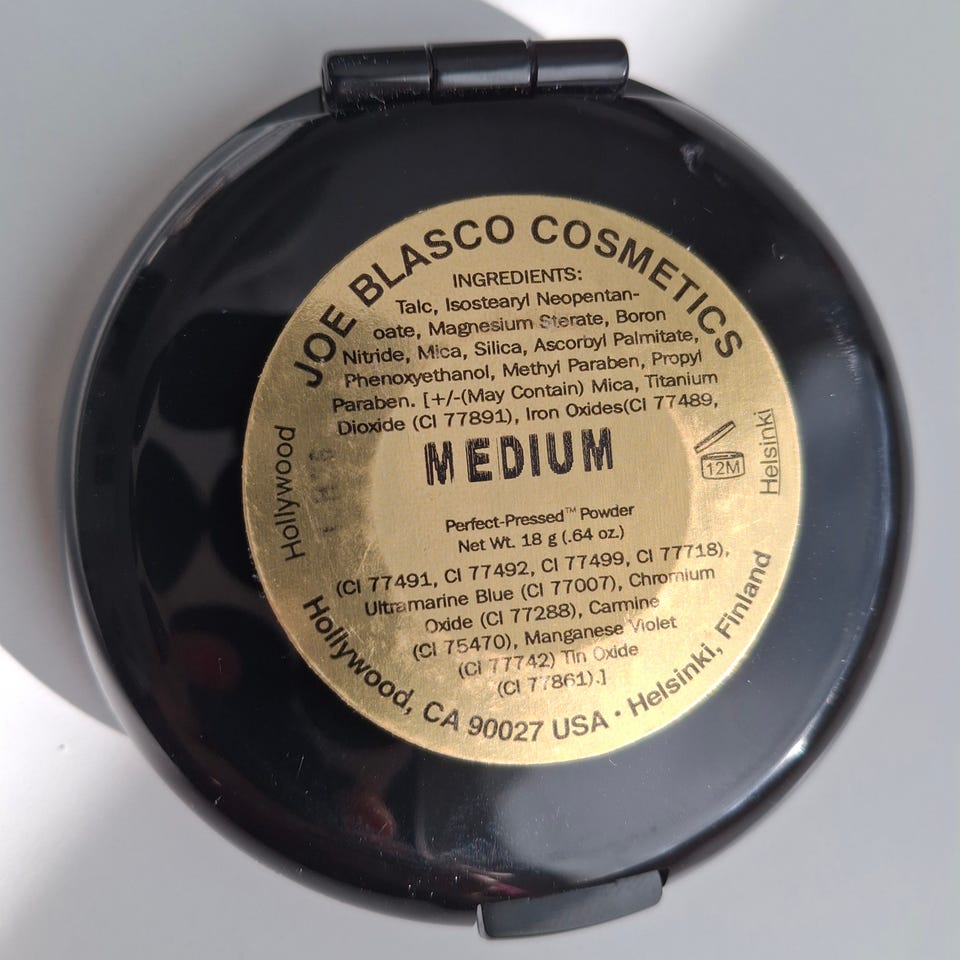 JOE BLASCO COSMETICS
INGREDIENTS:
Talc, Isostearyl Neopentan-
oate, Magnesium Sterate, Boron
Nitride, Mica, Silica, Ascorbyl Palmitate,
Phenoxyethanol, Methyl Paraben, Propyl
Paraben. [+/-(May Contain) Mica, Titanium
Dioxide (CI 77891), Iron Oxides(CI 77489,
MEDIUM
Hollywood
12M
Helsinki
Perfect-Pressed™ Powder
Net Wt. 18 g (.64 oz.)
(CI 77491, CI 77492, CI 77499, CI 77718),
Ultramarine Blue (CI 77007), Chromium
Oxide (CI 77288), Carmine
(CI 75470), Manganese Violet
(CI 77742) Tin Oxide
(CI 77861).]
Hollywood, CA 90027 USA · Helsinki, Finland